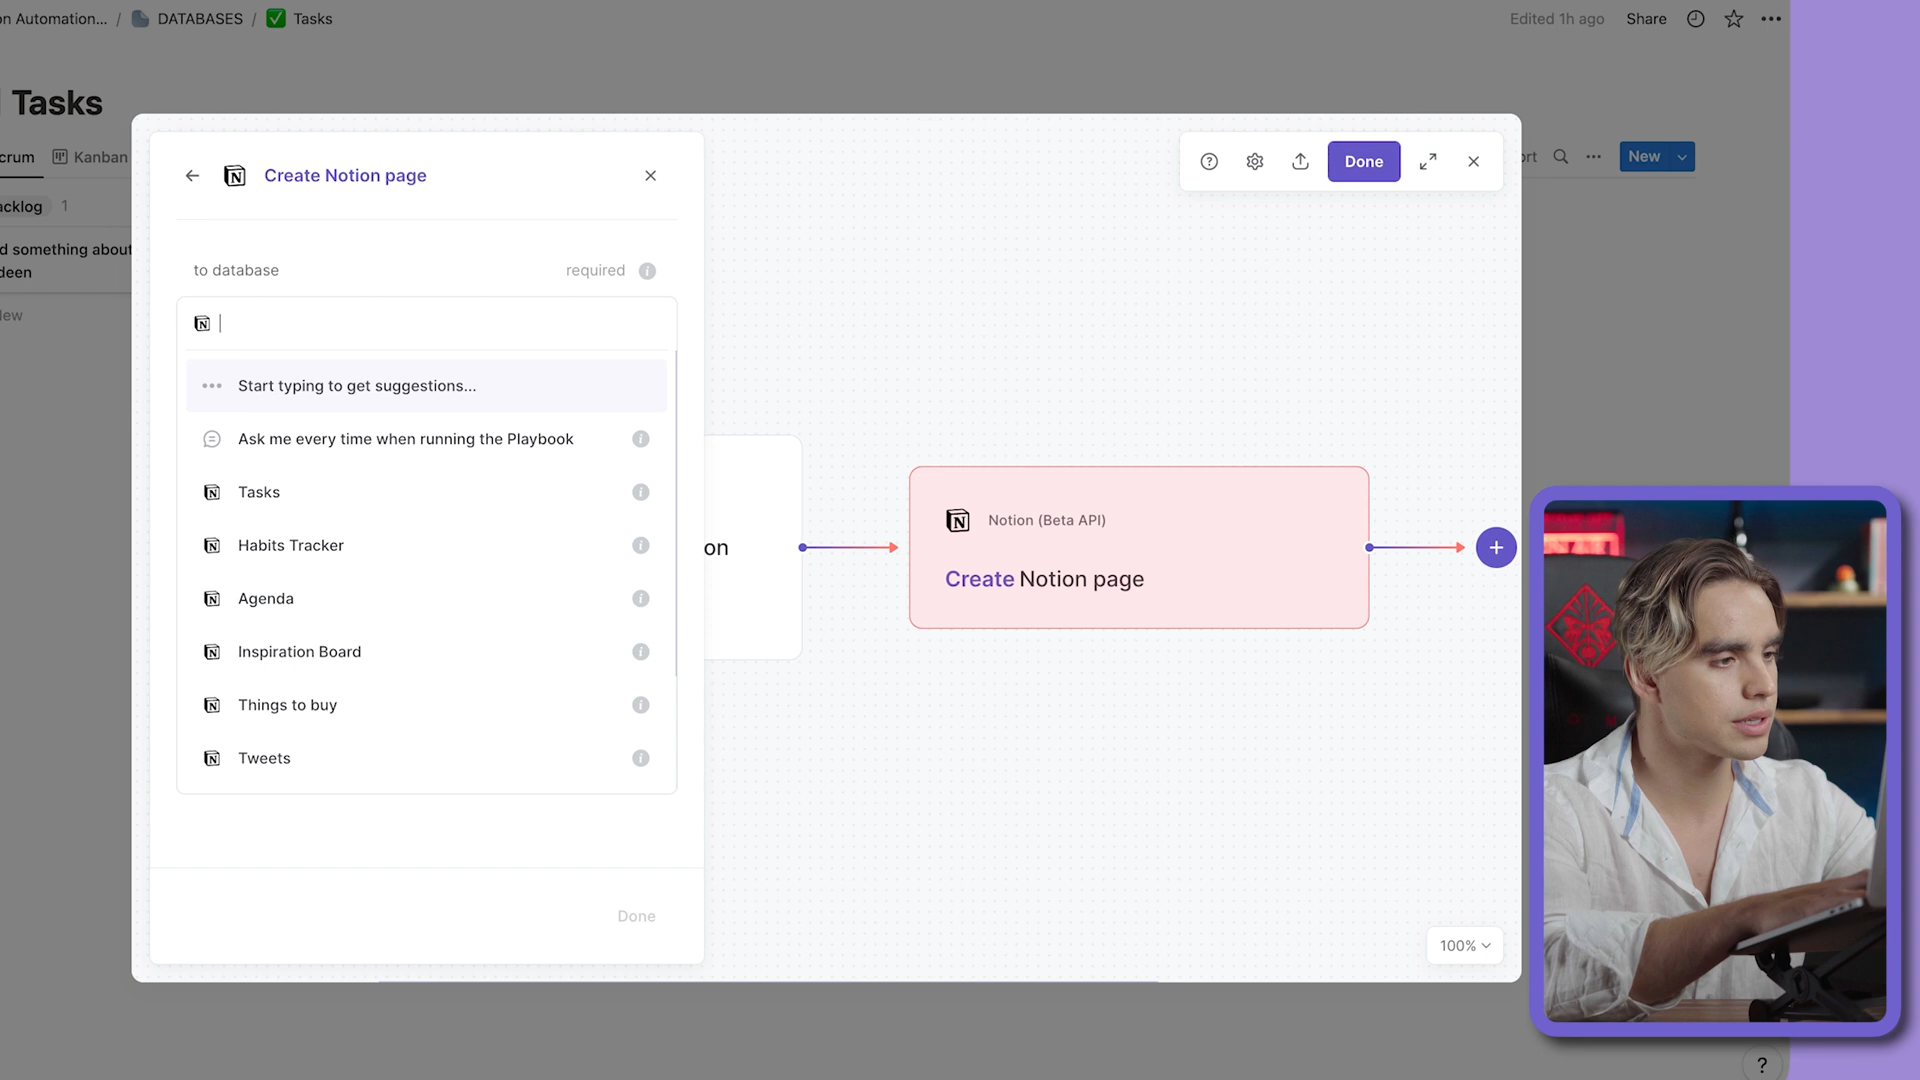 on Automation... / DATABASES / Tasks
Edited 1h ago Share
Tasks
crum Kanban
ort New
acklog 1
d something about
deen
lew
Create Notion page
Done
to database required
Start typing to get suggestions...
Ask me every time when running the Playbook
Tasks
Habits Tracker
Agenda
Inspiration Board
Things to buy
Tweets
Done
on
Notion (Beta API)
Create Notion page
100%
?